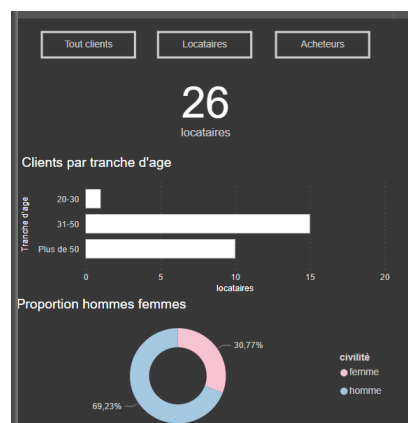 Tout clients
Locataires
Acheteurs
26
locataires
Clients par tranche d'age
Tranche d'age
20-30
31-50
Plus de 50
0 5 10 15 20
locataires
Proportion hommes femmes
30,77%
69,23%
civilité
femme
homme